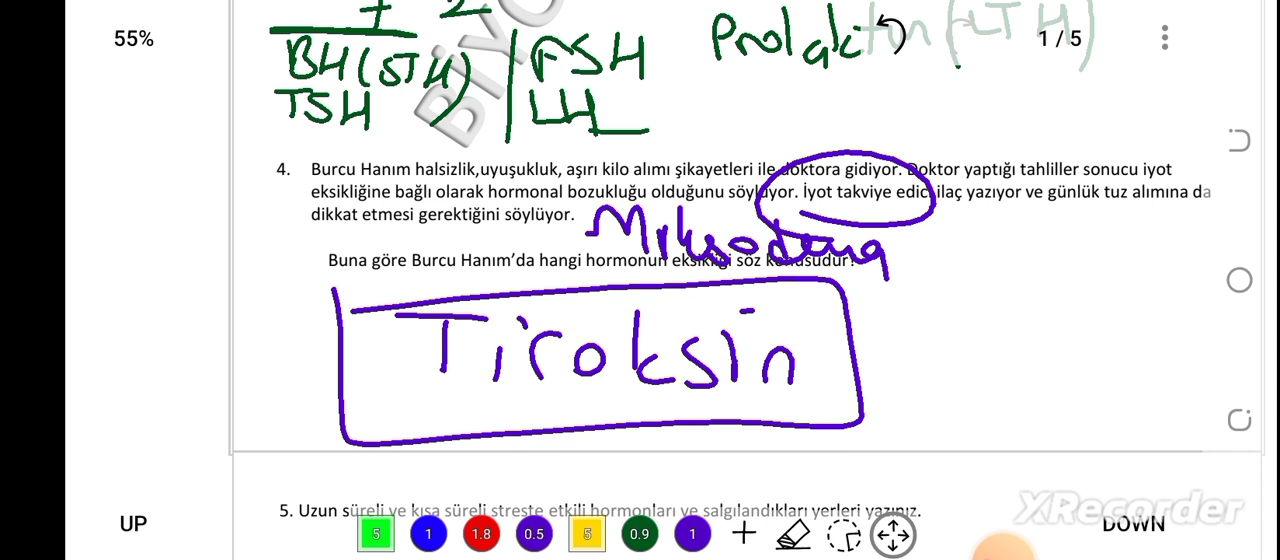 55%
BH(STH) | FSH
TSH | LH
Prolaktin (LTH)
1 / 5
BİYO
4. Burcu Hanım halsizlik,uyuşukluk, aşırı kilo alımı şikayetleri ile doktora gidiyor. Doktor yaptığı tahliller sonucu iyot
eksikliğine bağlı olarak hormonal bozukluğu olduğunu söylüyor. İyot takviye edici ilaç yazıyor ve günlük tuz alımına da
dikkat etmesi gerektiğini söylüyor.
Buna göre Burcu Hanım’da hangi hormonun eksikliği söz konusudur?
Tiroksin
5. Uzun süreli ve kısa süreli streste etkili hormonları ve salgılandıkları yerleri yazınız.
UP
5 1 1.8 0.5 5 0.9 1
XRecorder
DOWN